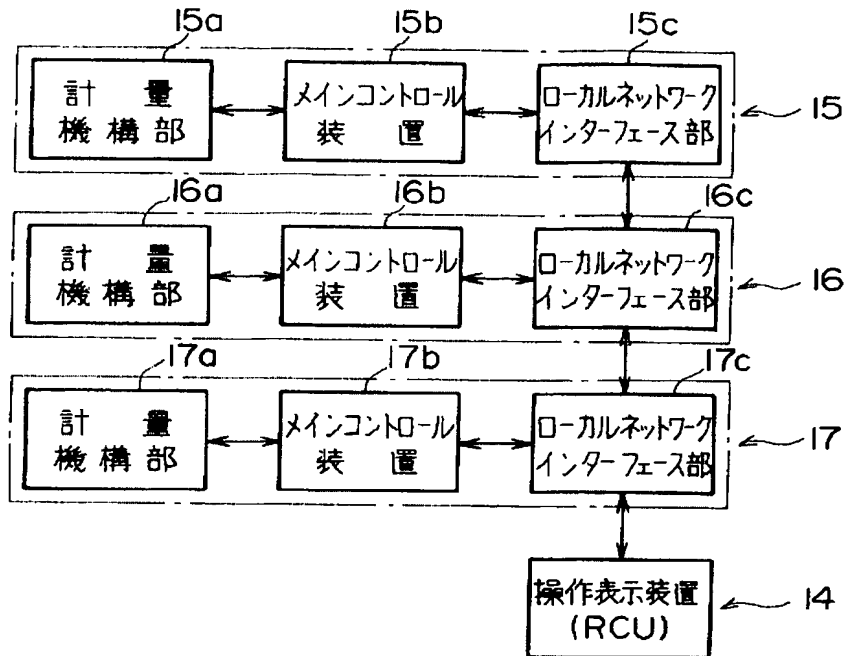 15a
15b
15c
計量
機構部
メインコントロール
装置
ローカルネットワーク
インターフェース部
15
16a
16b
16c
計量
機構部
メインコントロール
装置
ローカルネットワーク
インターフェース部
16
17a
17b
17c
計量
機構部
メインコントロール
装置
ローカルネットワーク
インターフェース部
17
操作表示装置
(RCU)
14